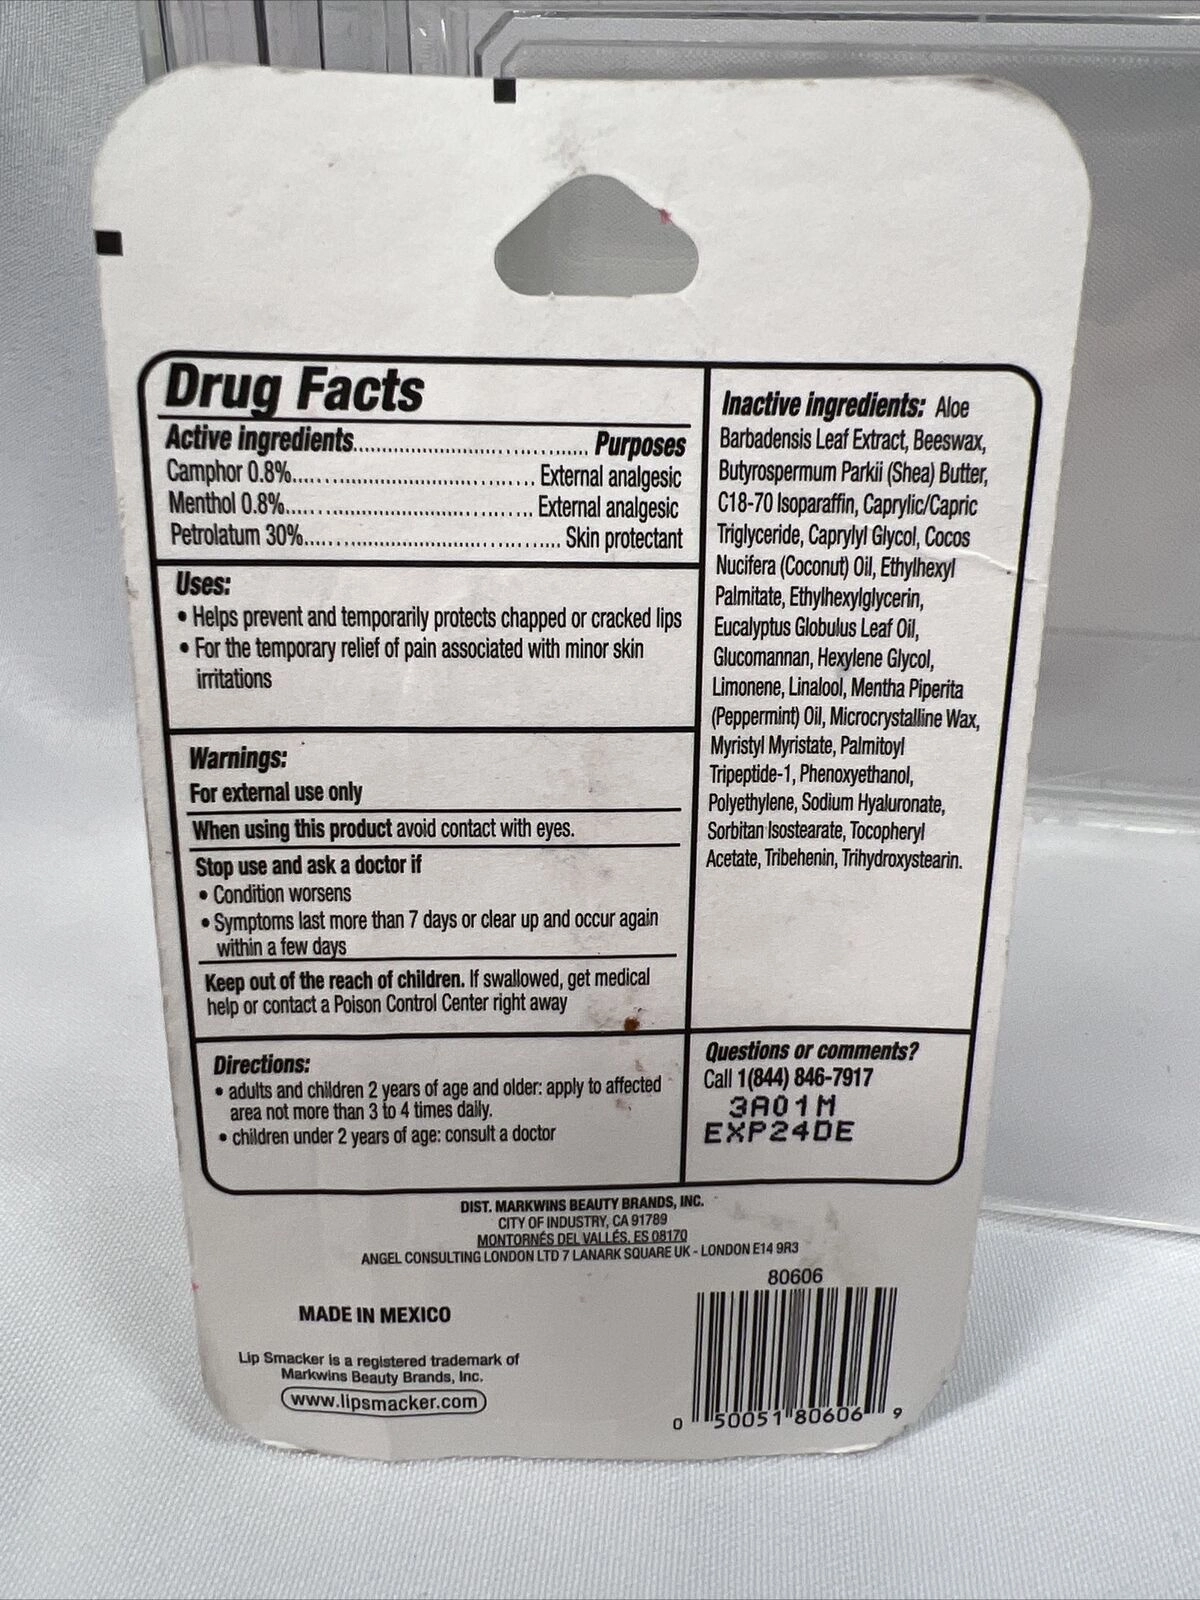 Drug Facts
Active ingredients........................................ Purposes
Camphor 0.8%........................................ External analgesic
Menthol 0.8%........................................ External analgesic
Petrolatum 30%........................................ Skin protectant
Uses:
• Helps prevent and temporarily protects chapped or cracked lips
• For the temporary relief of pain associated with minor skin
irritations
Warnings:
For external use only
When using this product avoid contact with eyes.
Stop use and ask a doctor if
• Condition worsens
• Symptoms last more than 7 days or clear up and occur again
within a few days
Keep out of the reach of children. If swallowed, get medical
help or contact a Poison Control Center right away
Directions:
• adults and children 2 years of age and older: apply to affected
area not more than 3 to 4 times daily.
• children under 2 years of age: consult a doctor
Inactive ingredients: Aloe
Barbadensis Leaf Extract, Beeswax,
Butyrospermum Parkii (Shea) Butter,
C18-70 Isoparaffin, Caprylic/Capric
Triglyceride, Caprylyl Glycol, Cocos
Nucifera (Coconut) Oil, Ethylhexyl
Palmitate, Ethylhexylglycerin,
Eucalyptus Globulus Leaf Oil,
Glucomannan, Hexylene Glycol,
Limonene, Linalool, Mentha Piperita
(Peppermint) Oil, Microcrystalline Wax,
Myristyl Myristate, Palmitoyl
Tripeptide-1, Phenoxyethanol,
Polyethylene, Sodium Hyaluronate,
Sorbitan Isostearate, Tocopheryl
Acetate, Tribehenin, Trihydroxystearin.
Questions or comments?
Call 1(844) 846-7917
3A01M
EXP24DE
DIST. MARKWINS BEAUTY BRANDS, INC.
CITY OF INDUSTRY, CA 91789
MONTORNÉS DEL VALLÉS, ES 08170
ANGEL CONSULTING LONDON LTD 7 LANARK SQUARE UK - LONDON E14 9R3
MADE IN MEXICO
Lip Smacker is a registered trademark of
Markwins Beauty Brands, Inc.
www.lipsmacker.com
80606
0 50051 80606 9